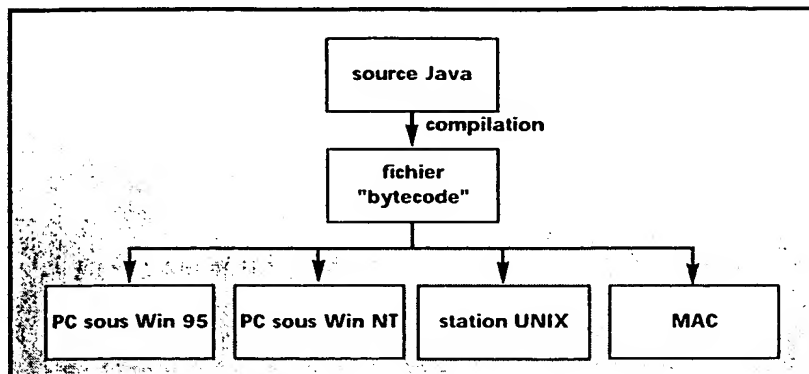 source Java
compilation
fichier
"bytecode"
PC sous Win 95
PC sous Win NT
station UNIX
MAC